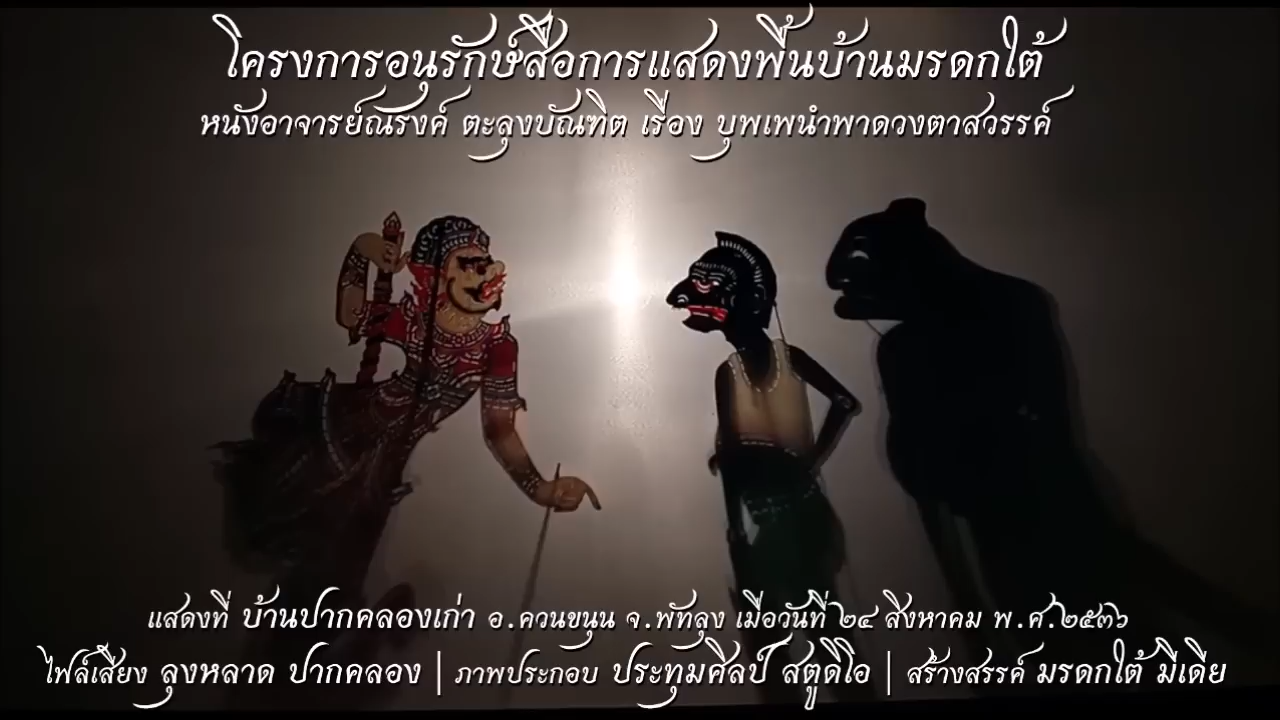 โครงการอนุรักษ์สื่อการแสดงพื้นบ้านมรดกใต้
หนังอาจารย์ณรงค์ ตะลุงบัณฑิต เรื่อง บุพเพนำพาดวงตาสวรรค์
แสดงที่ บ้านปากคลองเก่า อ.ควนขนุน จ.พัทลุง เมื่อวันที่ ๒๔ สิงหาคม พ.ศ.๒๕๓๖
ไฟล์เสียง ลุงหลาด ปากคลอง | ภาพประกอบ ประทุมศิลป์ สตูดิโอ | สร้างสรรค์ มรดกใต้ มีเดีย